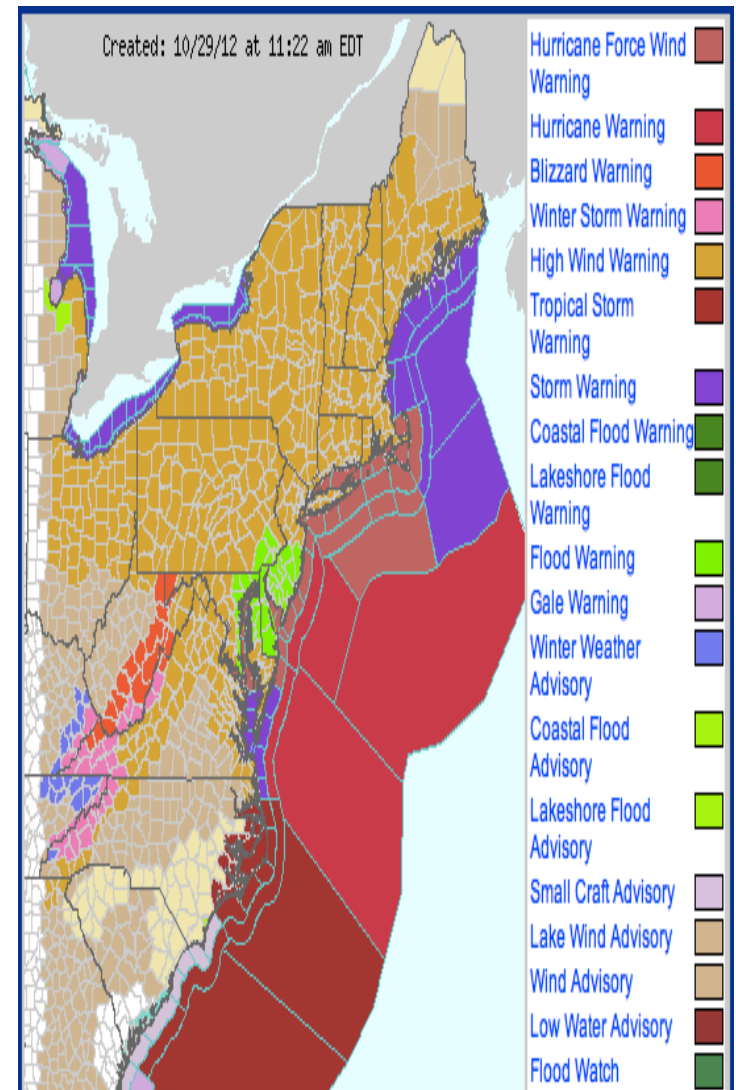 Created: 10/29/12 at 11:22 am EDT
Hurricane Force Wind
Warning
Hurricane Warning
Blizzard Warning
Winter Storm Warning
High Wind Warning
Tropical Storm
Warning
Storm Warning
Coastal Flood Warning
Lakeshore Flood
Warning
Flood Warning
Gale Warning
Winter Weather
Advisory
Coastal Flood
Advisory
Lakeshore Flood
Advisory
Small Craft Advisory
Lake Wind Advisory
Wind Advisory
Low Water Advisory
Flood Watch